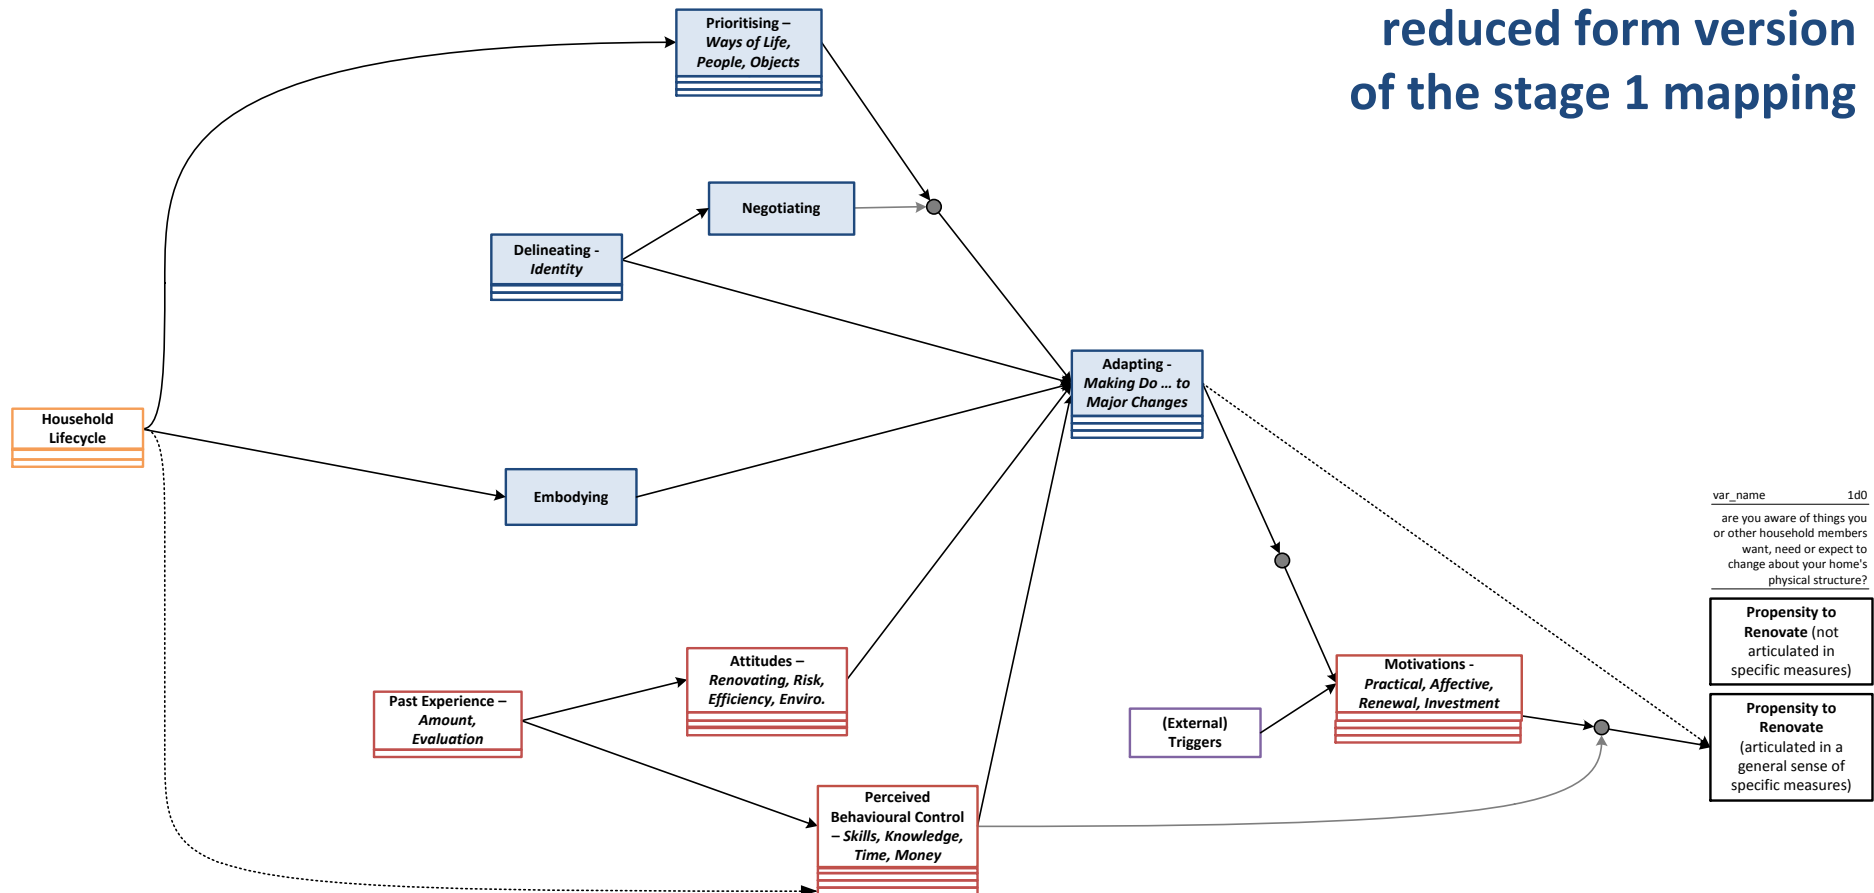 reduced form version
of the stage 1 mapping
Prioritising –
Ways of Life,
People, Objects
Negotiating
Delineating -
Identity
Adapting -
Making Do ... to
Major Changes
Household
Lifecycle
Embodying
var_name 1d0
are you aware of things you
or other household members
want, need or expect to
change about your home's
physical structure?
Propensity to
Renovate (not
articulated in
specific measures)
Attitudes –
Renovating, Risk,
Efficiency, Enviro.
Motivations -
Practical, Affective,
Renewal, Investment
Past Experience –
Amount,
Evaluation
(External)
Triggers
Propensity to
Renovate
(articulated in a
general sense of
specific measures)
Perceived
Behavioural Control
– Skills, Knowledge,
Time, Money